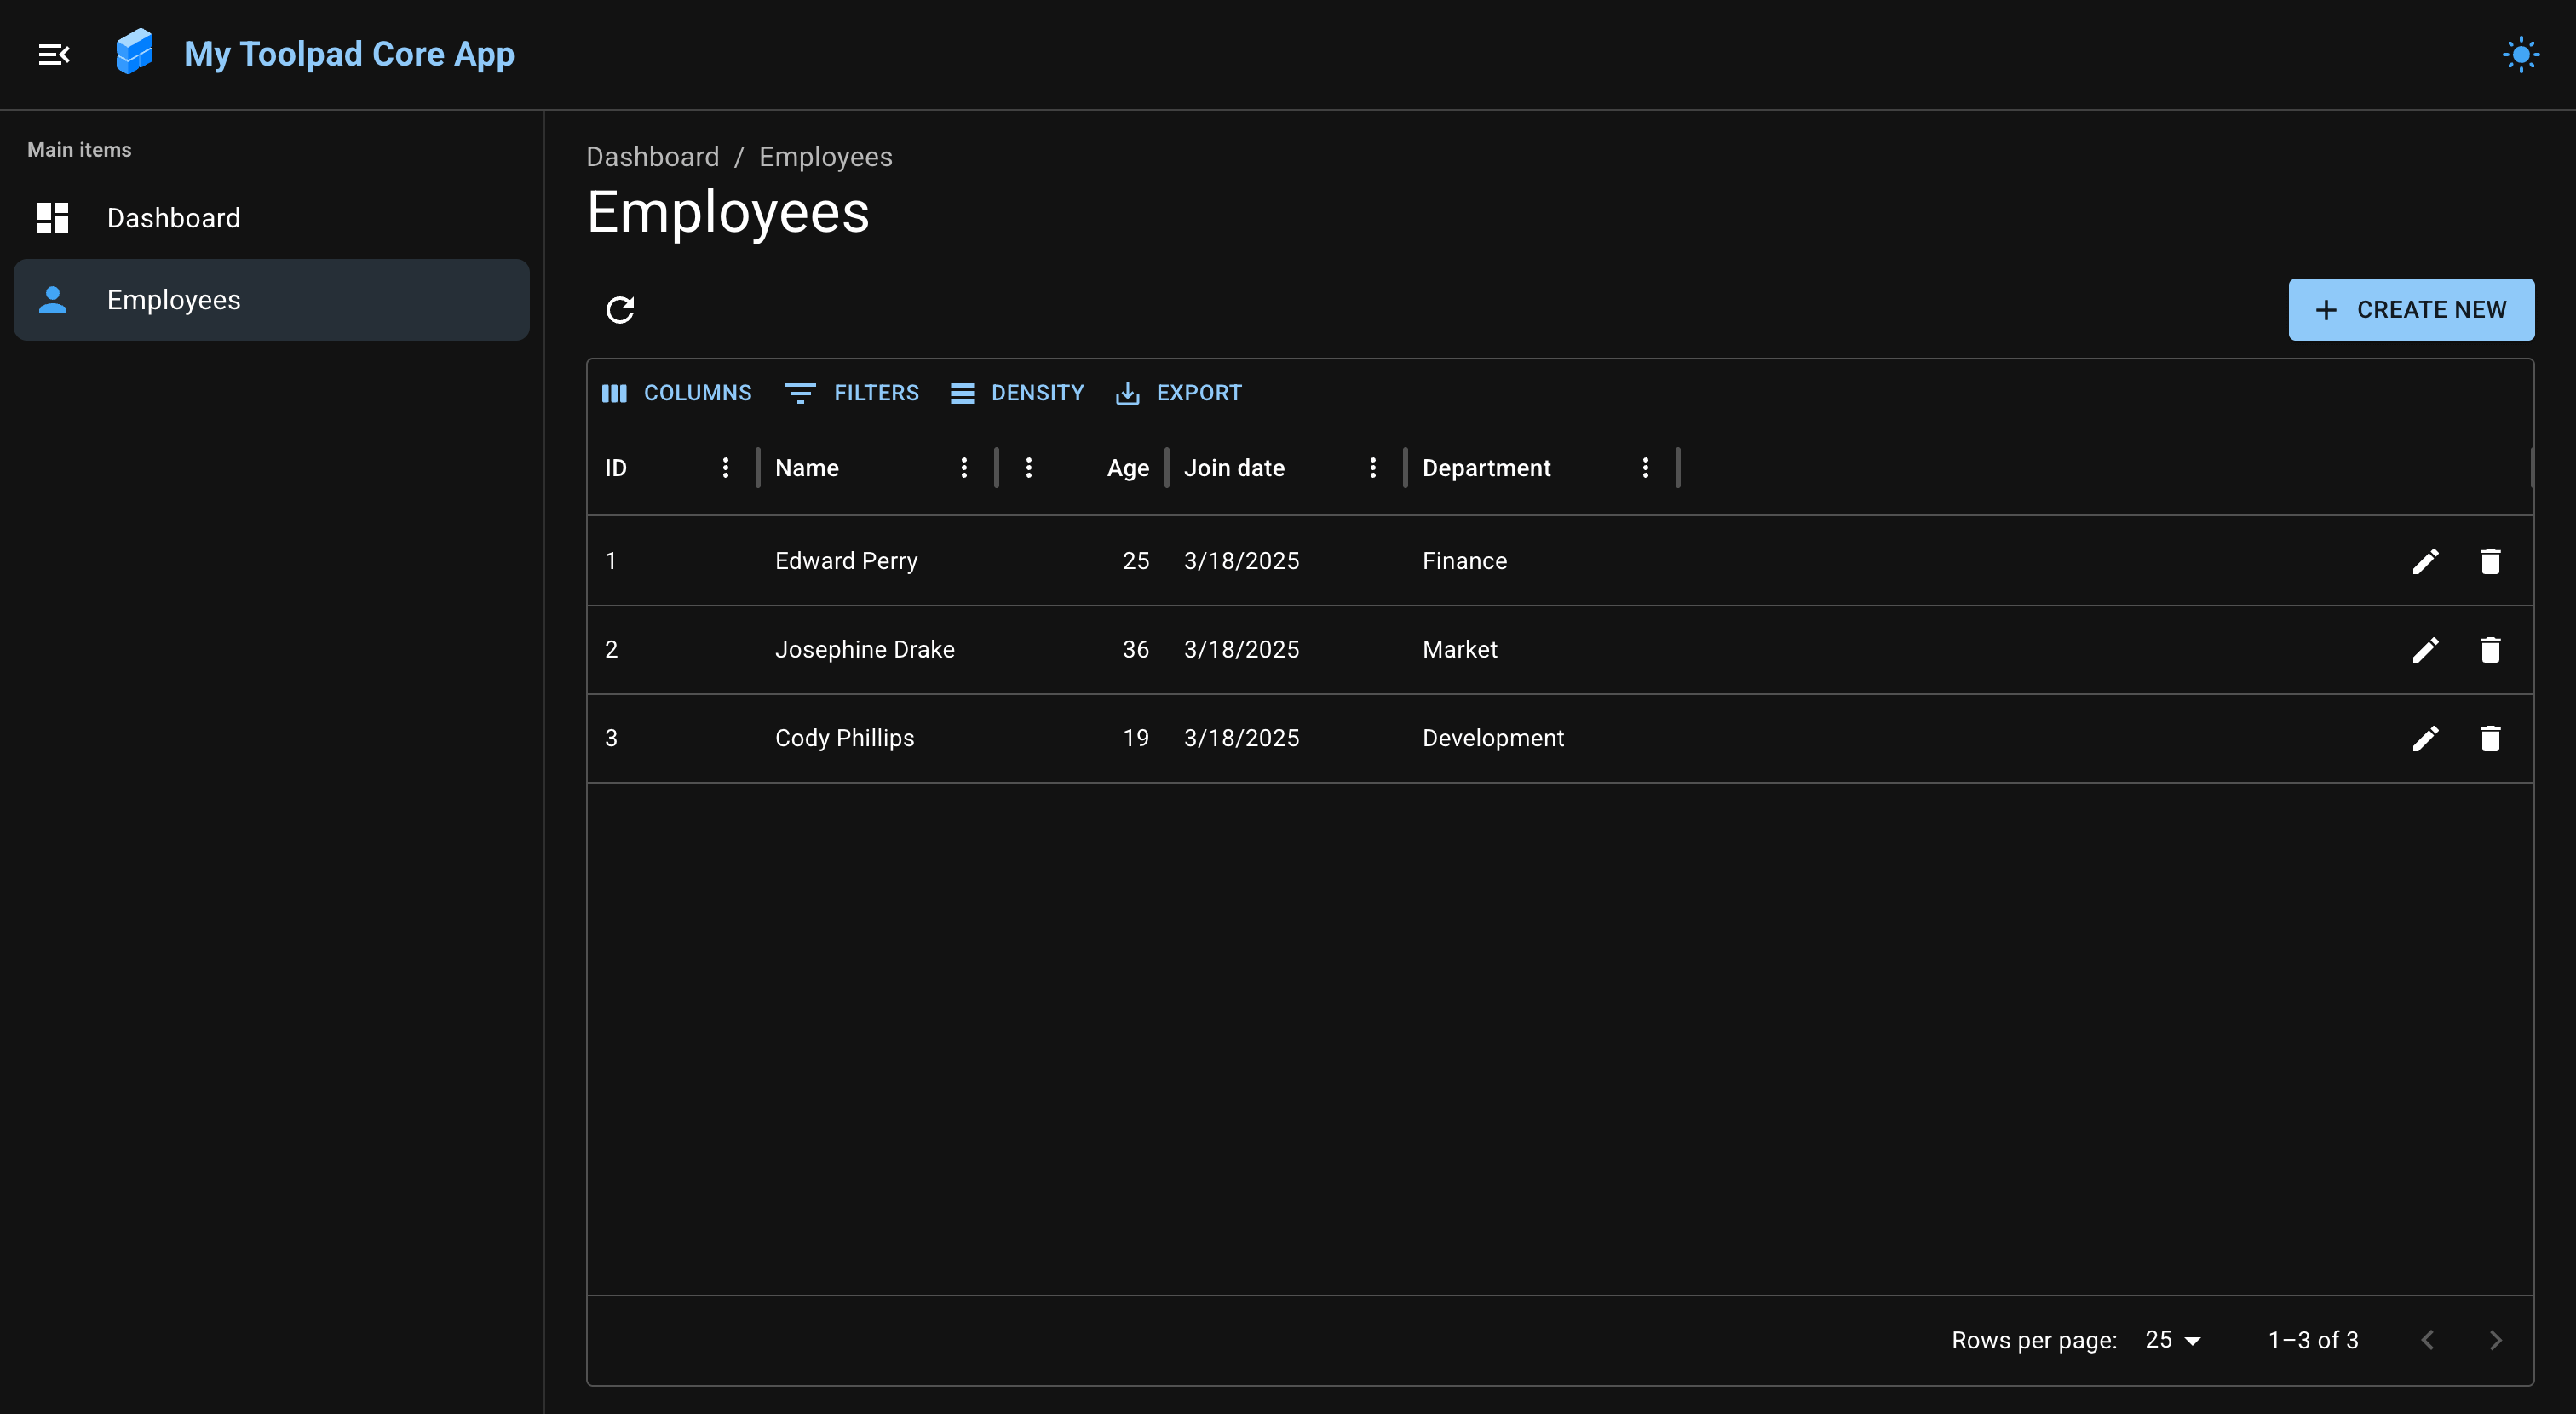 My Toolpad Core App
Main items
Dashboard
Employees
Dashboard / Employees
Employees
CREATE NEW
COLUMNS FILTERS DENSITY EXPORT
ID Name Age Join date Department
1 Edward Perry 25 3/18/2025 Finance
2 Josephine Drake 36 3/18/2025 Market
3 Cody Phillips 19 3/18/2025 Development
Rows per page: 25 1–3 of 3